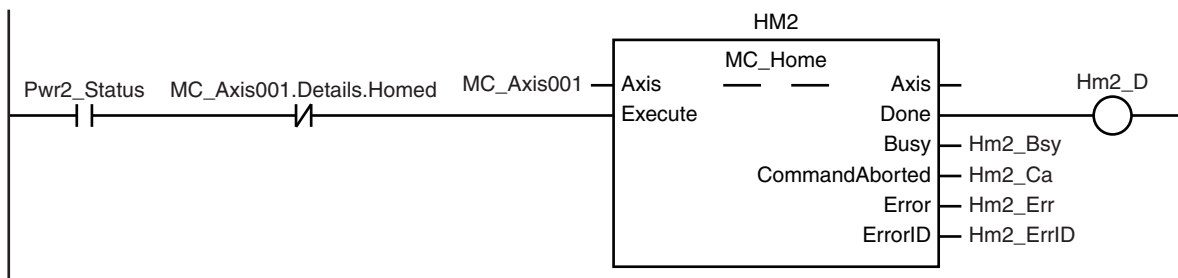 HM2
MC_Home
Pwr2_Status MC_Axis001.Details.Homed MC_Axis001 Axis Axis Hm2_D
Execute Done
Busy Hm2_Bsy
CommandAborted Hm2_Ca
Error Hm2_Err
ErrorID Hm2_ErrID